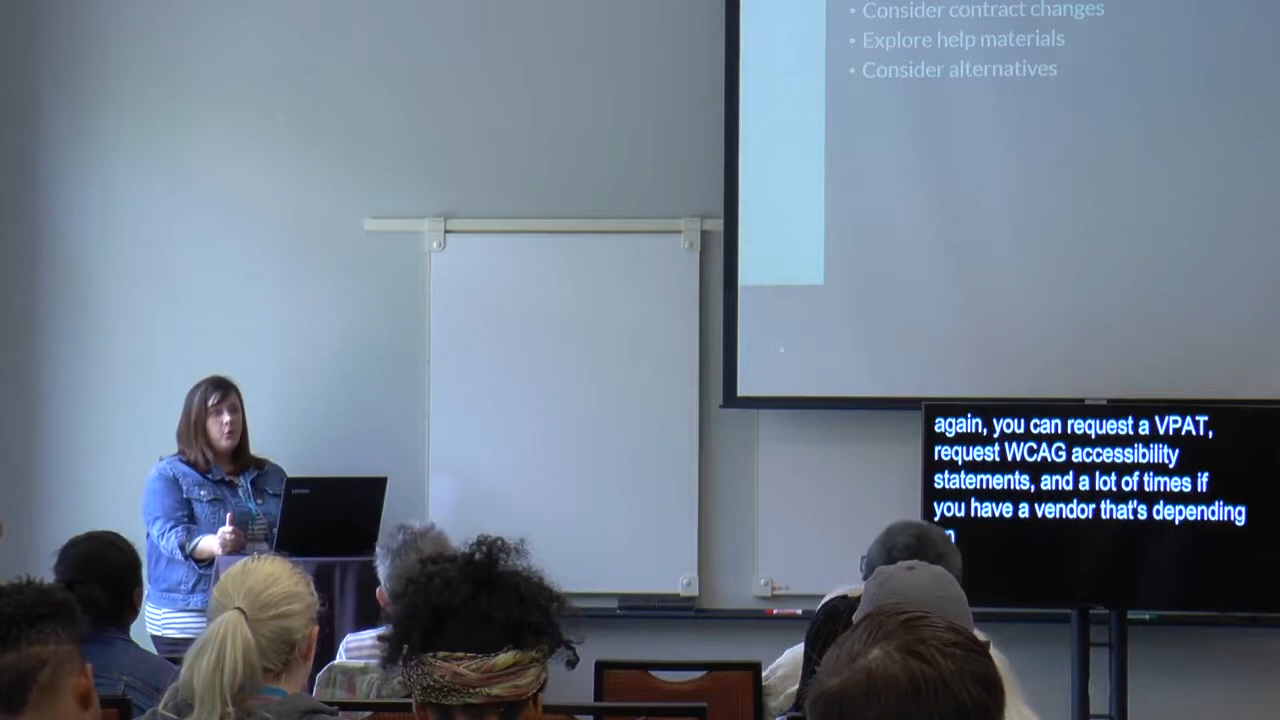 • Consider contract changes
• Explore help materials
• Consider alternatives
again, you can request a VPAT,
request WCAG accessibility
statements, and a lot of times if
you have a vendor that's depending
Lenovo